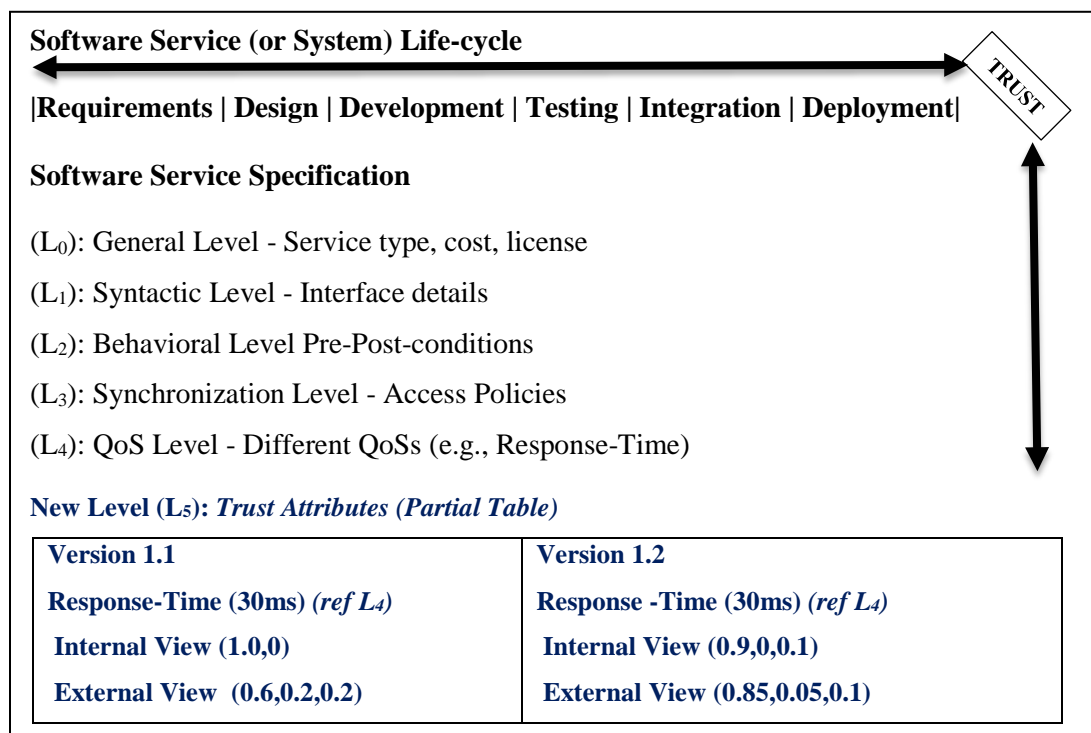 Software Service (or System) Life-cycle
TRUST
|Requirements | Design | Development | Testing | Integration | Deployment|
Software Service Specification
(L₀): General Level - Service type, cost, license
(L₁): Syntactic Level - Interface details
(L₂): Behavioral Level Pre-Post-conditions
(L₃): Synchronization Level - Access Policies
(L₄): QoS Level - Different QoSs (e.g., Response-Time)
New Level (L₅): Trust Attributes (Partial Table)
Version 1.1
Response-Time (30ms) (ref L₄)
Internal View (1.0,0)
External View (0.6,0.2,0.2)
Version 1.2
Response -Time (30ms) (ref L₄)
Internal View (0.9,0,0.1)
External View (0.85,0.05,0.1)